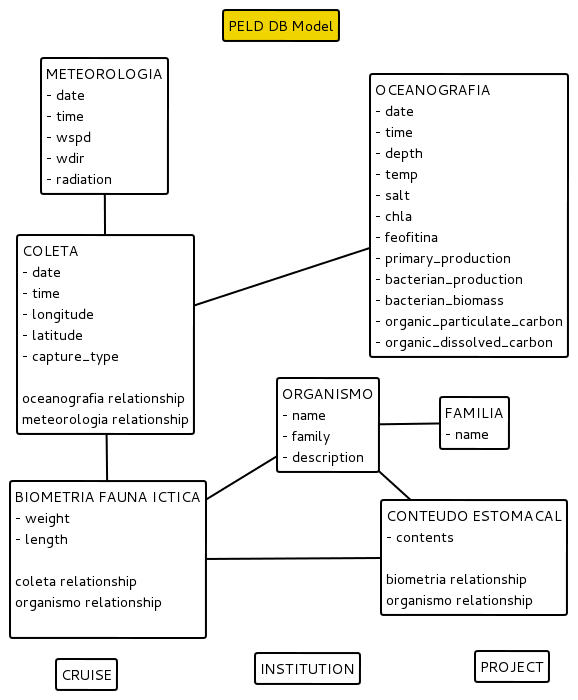 PELD DB Model
METEOROLOGIA
- date
- time
- wspd
- wdir
- radiation
OCEANOGRAFIA
- date
- time
- depth
- temp
- salt
- chla
- feofitina
- primary_production
- bacterian_production
- bacterian_biomass
- organic_particulate_carbon
- organic_dissolved_carbon
COLETA
- date
- time
- longitude
- latitude
- capture_type
oceanografia relationship
meteorologia relationship
ORGANISMO
- name
- family
- description
FAMILIA
- name
BIOMETRIA FAUNA ICTICA
- weight
- length
coleta relationship
organismo relationship
CONTEUDO ESTOMACAL
- contents
biometria relationship
organismo relationship
CRUISE
INSTITUTION
PROJECT